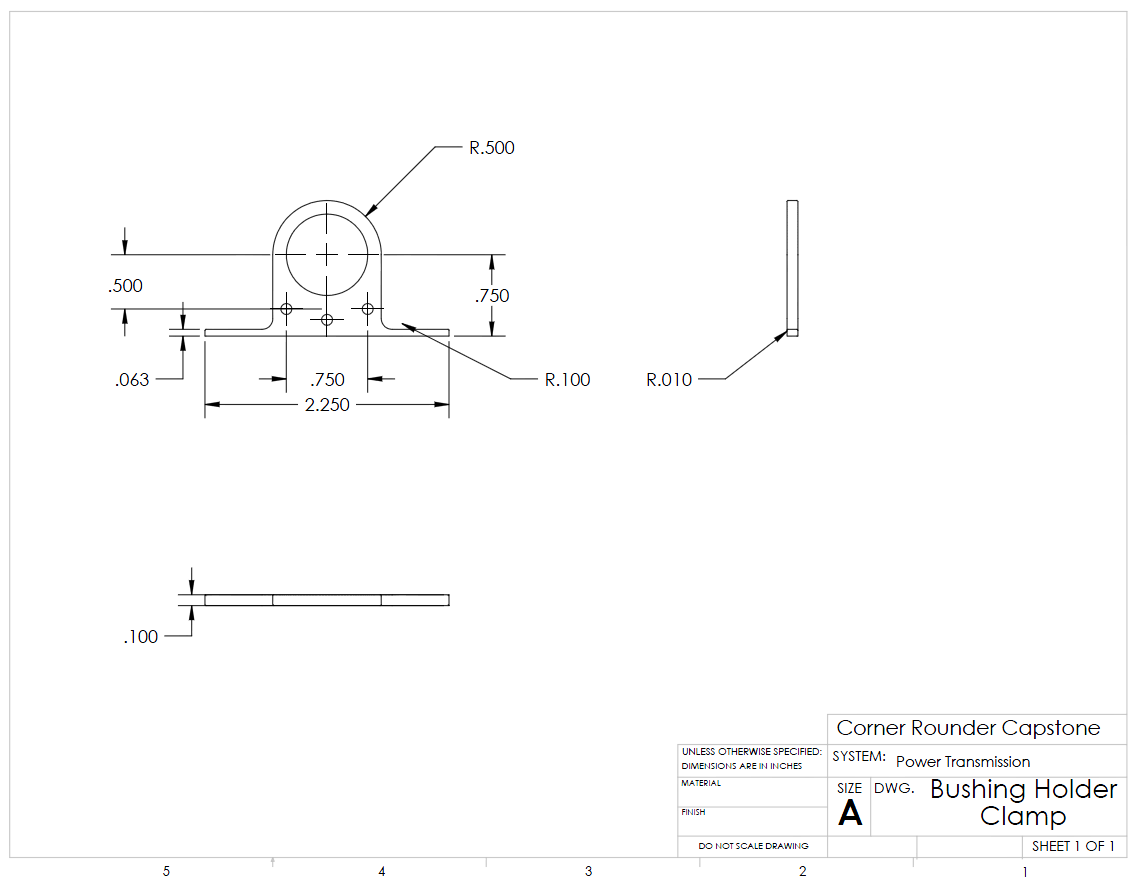 R.500
.500
.750
.063
.750
R.100
R.010
2.250
.100
Corner Rounder Capstone
UNLESS OTHERWISE SPECIFIED:
DIMENSIONS ARE IN INCHES
SYSTEM: Power Transmission
MATERIAL
SIZE
A
DWG. Bushing Holder
Clamp
FINISH
DO NOT SCALE DRAWING
SHEET 1 OF 1
5 4 3 2 1